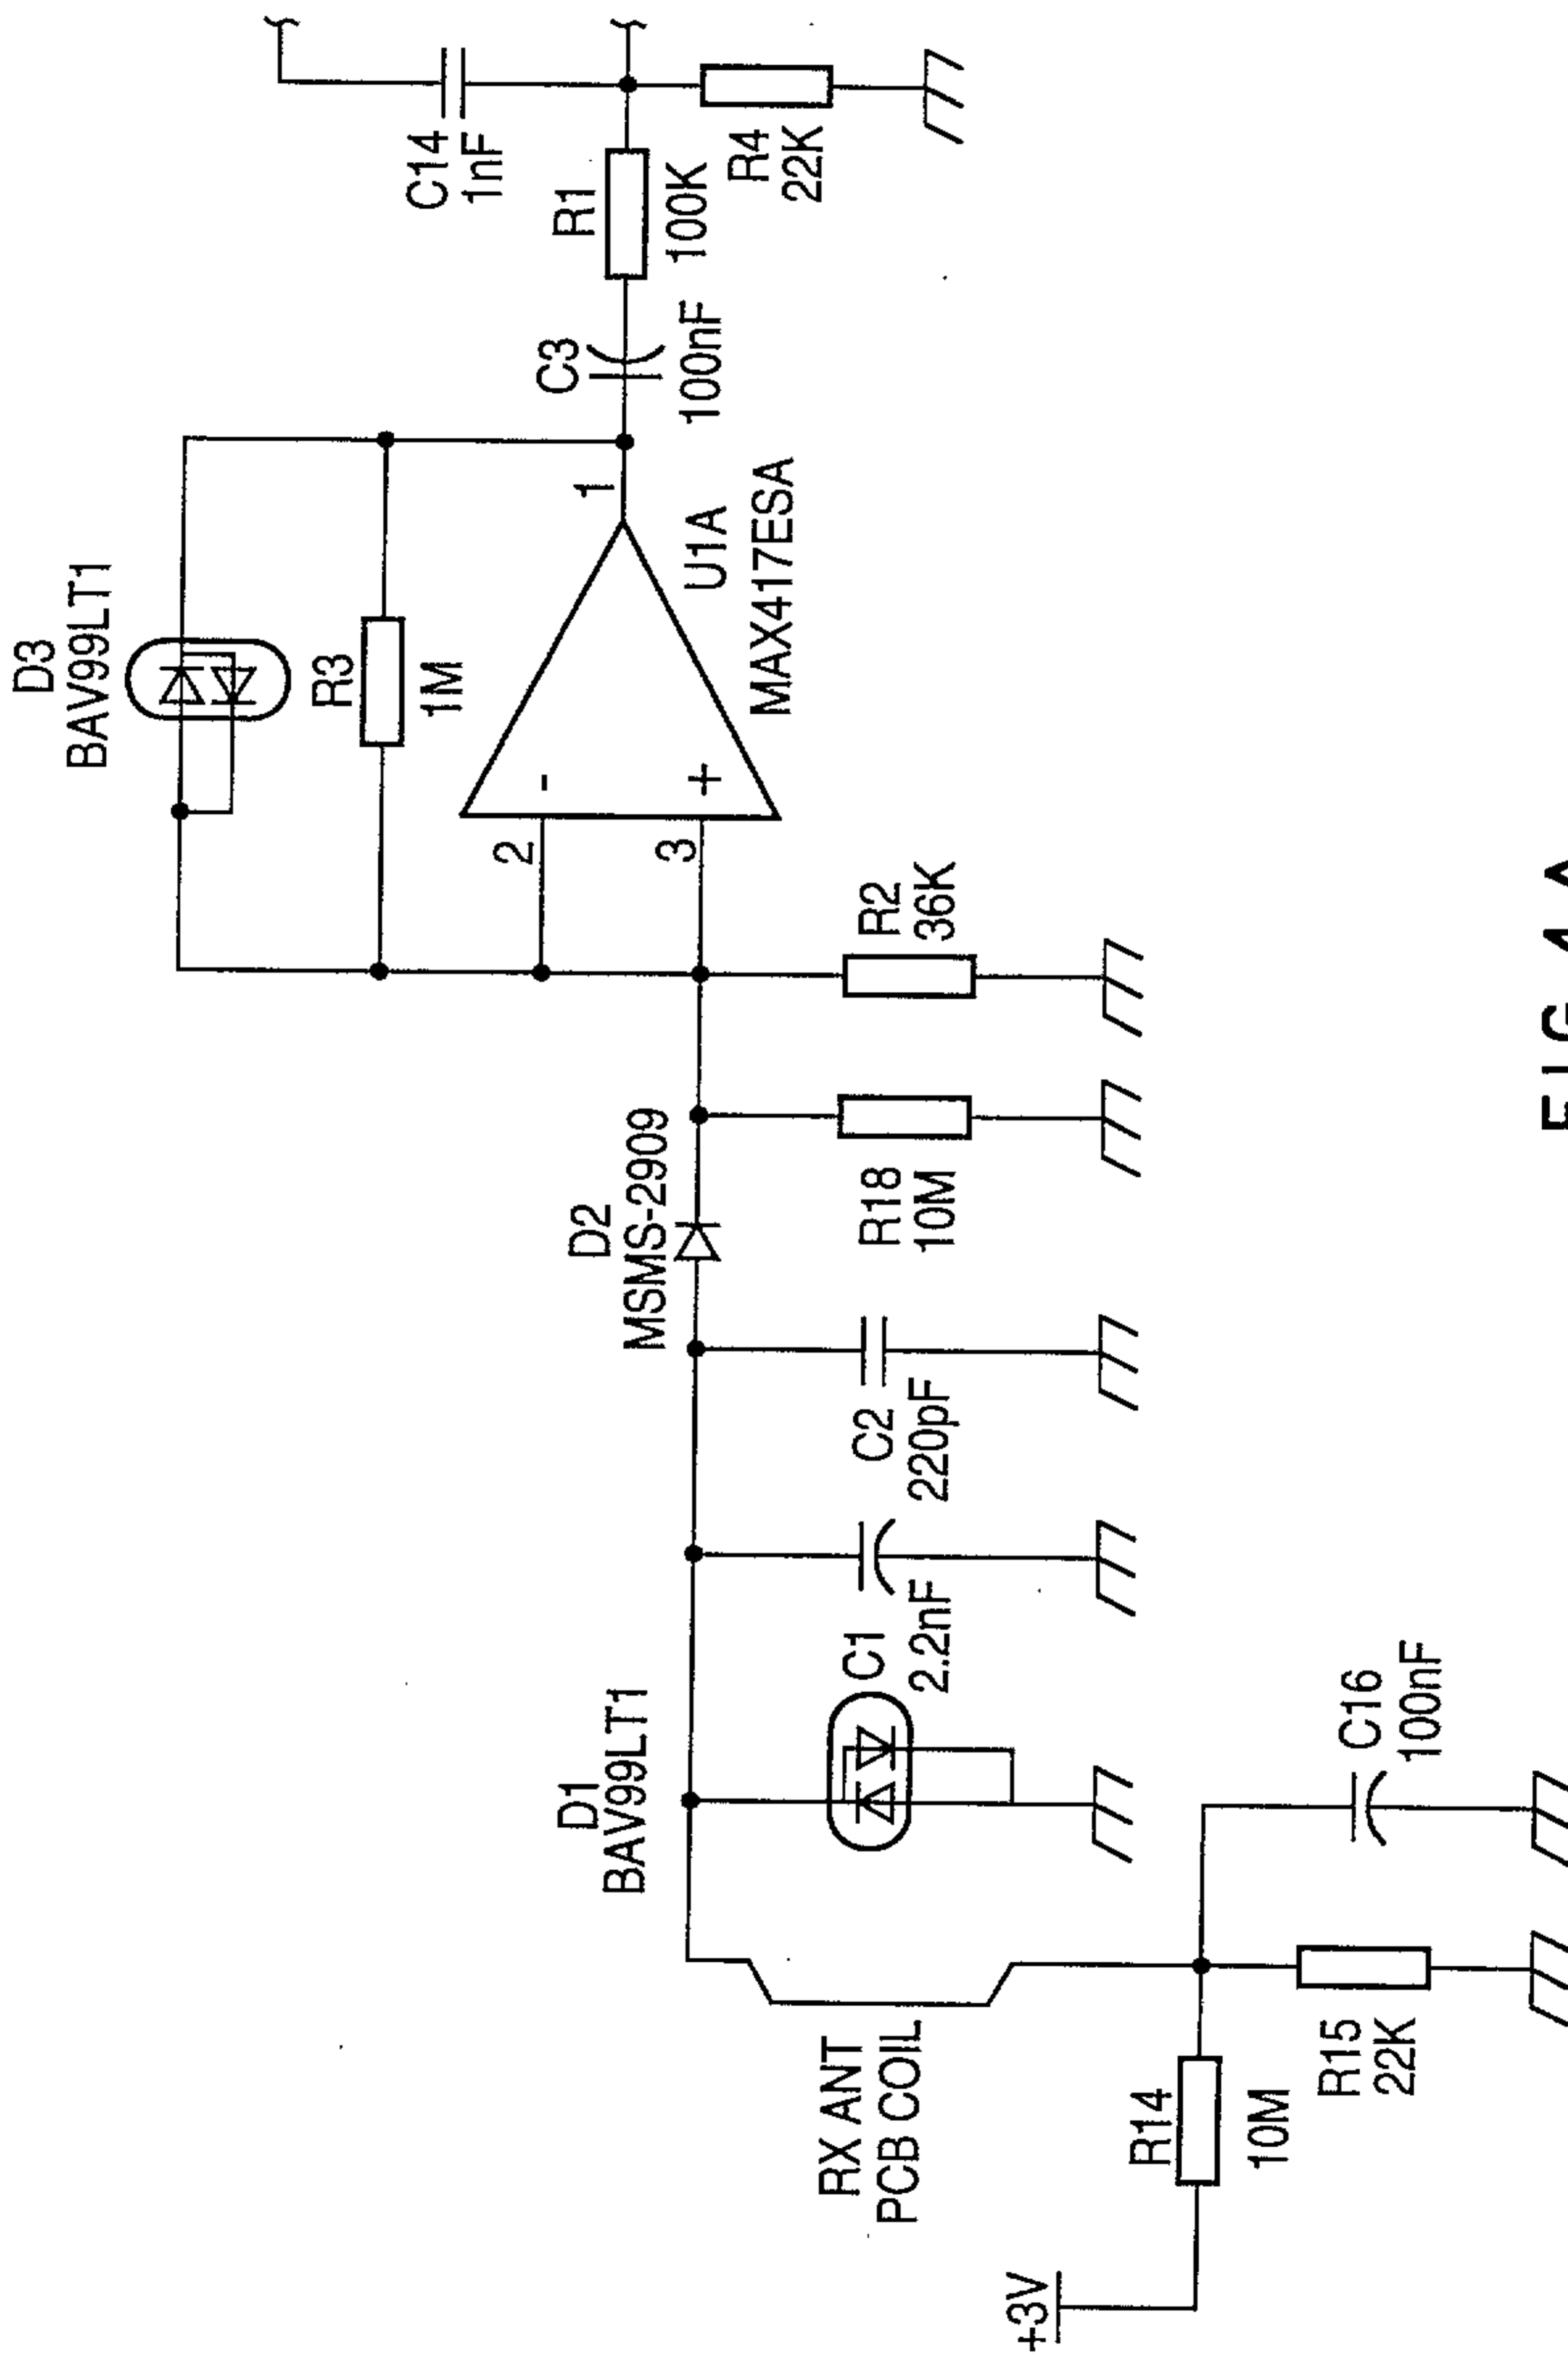 D3
BAV99LT1
R3
1M
2
-
3
+
1
U1A
MAX417ESA
C3
100nF
R1
100K
C14
1nF
R4
22K
D1
BAV99LT1
D2
MSMS-2909
RX ANT
PCB COIL
C1
2.2nF
C2
220pF
R18
10M
R2
36K
+3V
R14
10M
R15
22K
C16
100nF